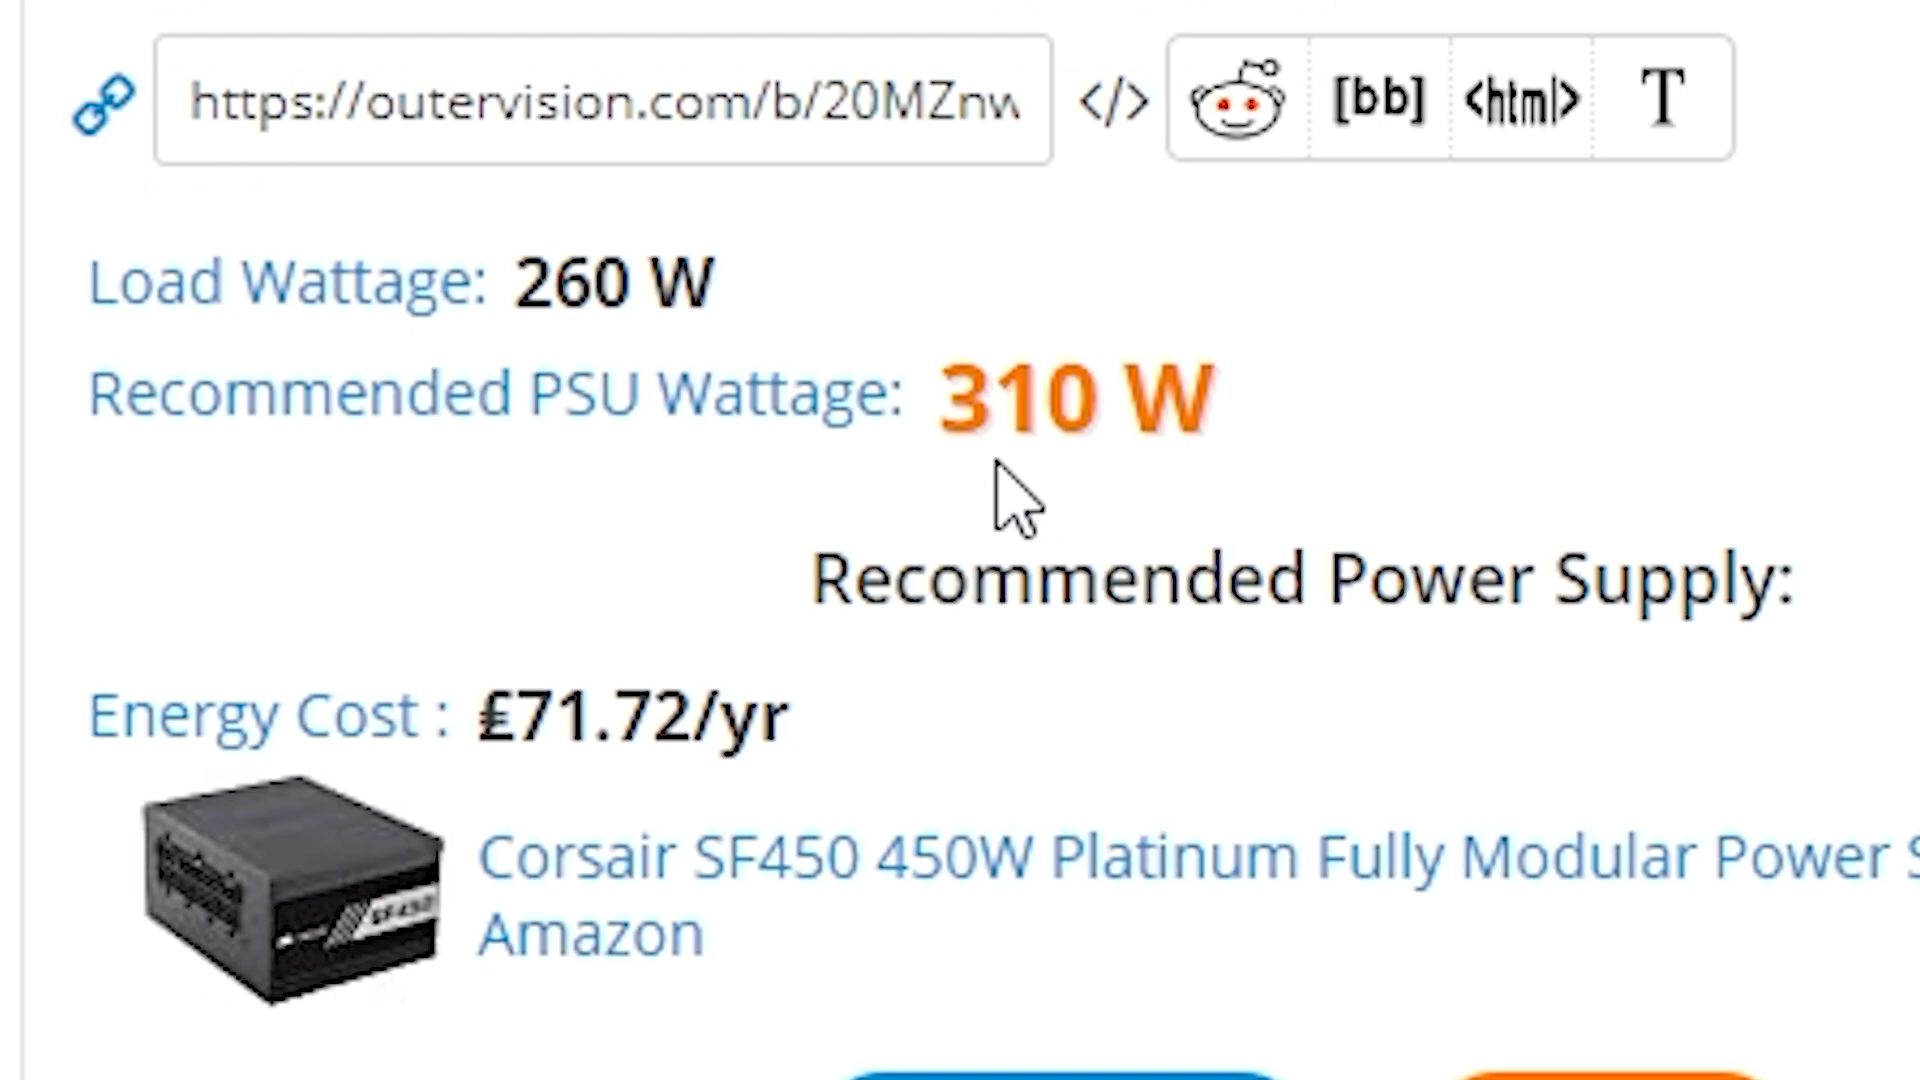 https://outervision.com/b/20MZnw
</> [bb] <html> T
Load Wattage: 260 W
Recommended PSU Wattage: 310 W
Recommended Power Supply:
Energy Cost : £71.72/yr
Corsair SF450 450W Platinum Fully Modular Power S
Amazon
SF450